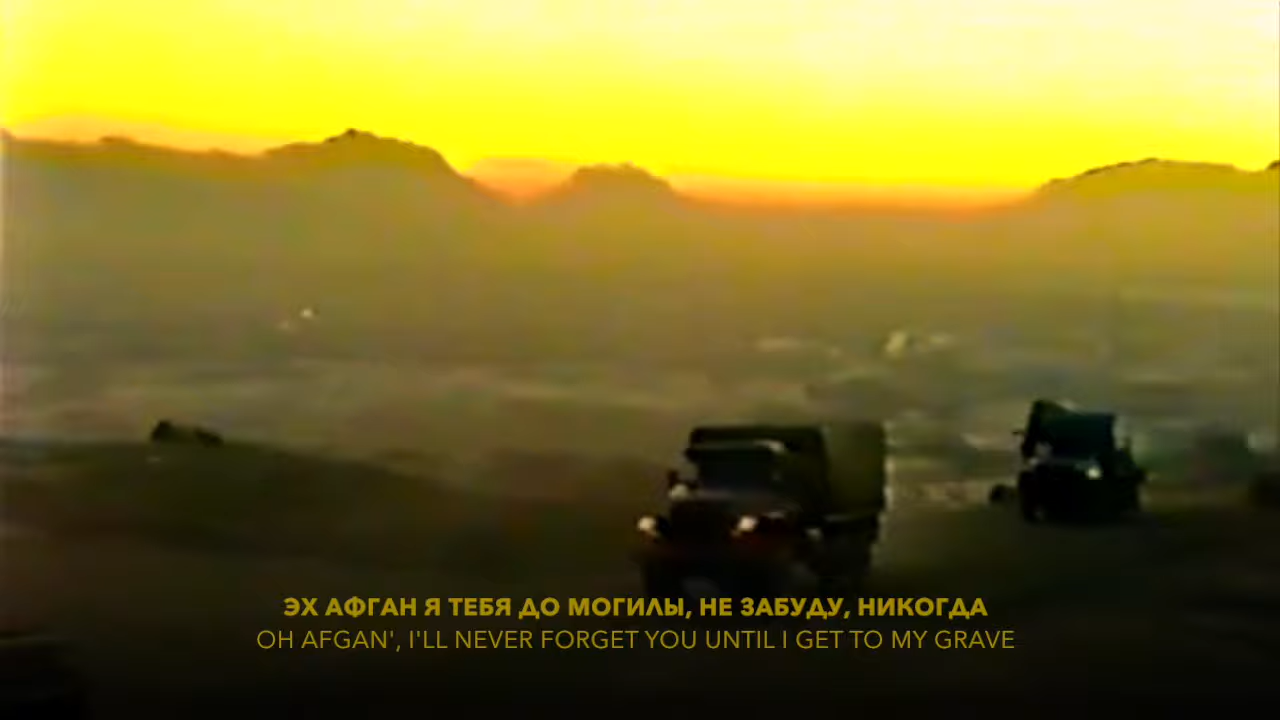 ЭХ АФГАН Я ТЕБЯ ДО МОГИЛЫ, НЕ ЗАБУДУ, НИКОГДА
OH AFGAN', I'LL NEVER FORGET YOU UNTIL I GET TO MY GRAVE